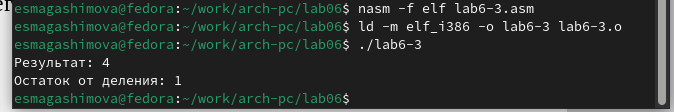 esmagashimova@fedora:~/work/arch-pc/lab06$ nasm -f elf lab6-3.asm
esmagashimova@fedora:~/work/arch-pc/lab06$ ld -m elf_i386 -o lab6-3 lab6-3.o
esmagashimova@fedora:~/work/arch-pc/lab06$ ./lab6-3
Результат: 4
Остаток от деления: 1
esmagashimova@fedora:~/work/arch-pc/lab06$